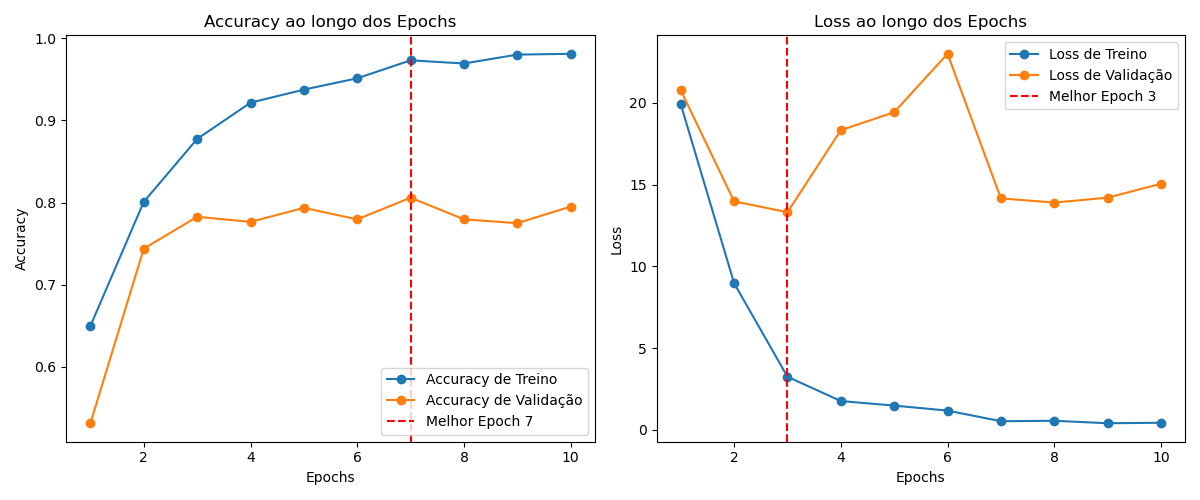 Accuracy ao longo dos Epochs
1.0
0.9
0.8
0.7
0.6
Accuracy
2
4
6
8
10
Epochs
Accuracy de Treino
Accuracy de Validação
Melhor Epoch 7
Loss ao longo dos Epochs
20
15
10
5
0
Loss
2
4
6
8
10
Epochs
Loss de Treino
Loss de Validação
Melhor Epoch 3